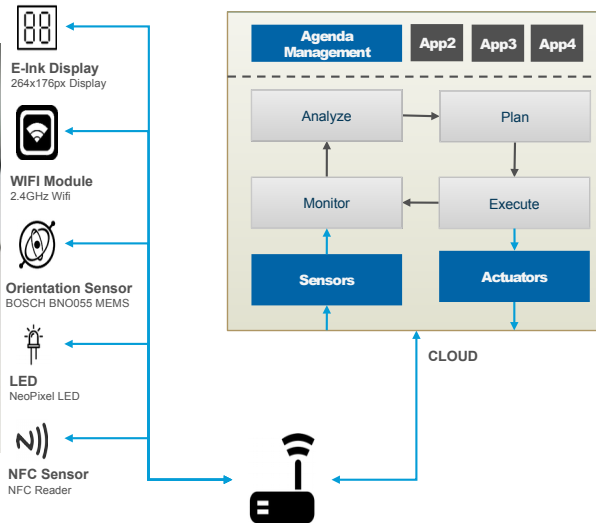 E-Ink Display
264x176px Display
WIFI Module
2.4GHz Wifi
Orientation Sensor
BOSCH BNO055 MEMS
LED
NeoPixel LED
NFC Sensor
NFC Reader
Agenda
Management
App2
App3
App4
Analyze
Plan
Monitor
Execute
Sensors
Actuators
CLOUD